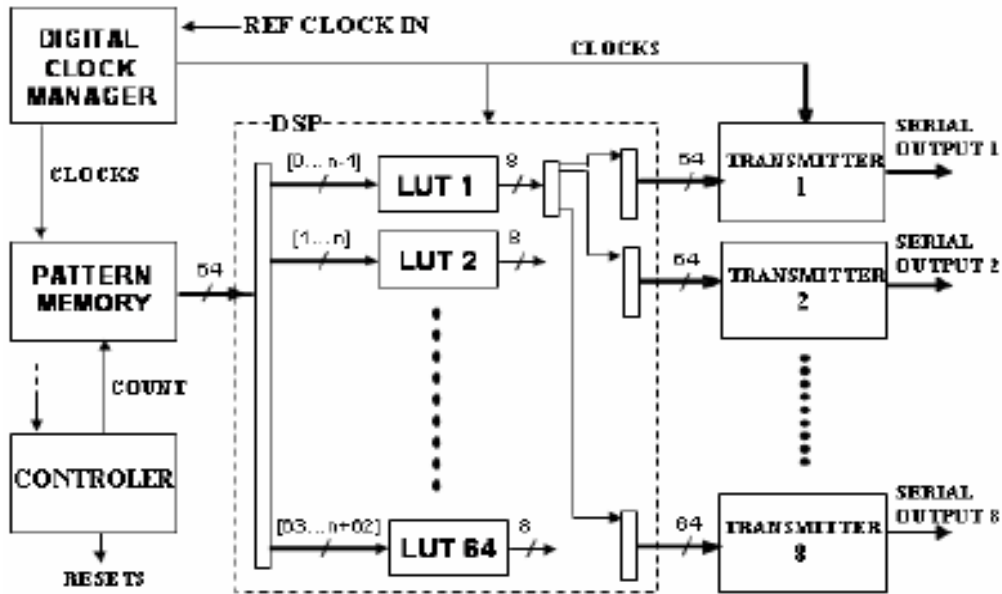 REF CLOCK IN
DIGITAL
CLOCK
MANAGER
CLOCKS
DSP
CLOCKS
[0...n-1]
LUT 1
8
64
TRANSMITTER
1
SERIAL
OUTPUT 1
PATTERN
MEMORY
64
[1...n]
LUT 2
8
64
TRANSMITTER
2
SERIAL
OUTPUT 2
COUNT
CONTROLER
RESETS
[63...n+62]
LUT 64
8
64
TRANSMITTER
8
SERIAL
OUTPUT 8